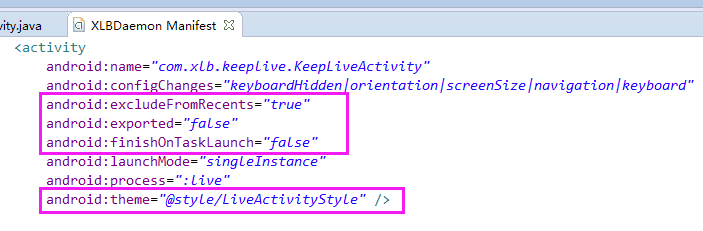 vity.java
XLBDaemon Manifest
<activity
android:name="com.xlb.keeplive.KeepLiveActivity"
android:configChanges="keyboardHidden|orientation|screenSize|navigation|keyboard"
android:excludeFromRecents="true"
android:exported="false"
android:finishOnTaskLaunch="false"
android:launchMode="singleInstance"
android:process=":live"
android:theme="@style/LiveActivityStyle" />